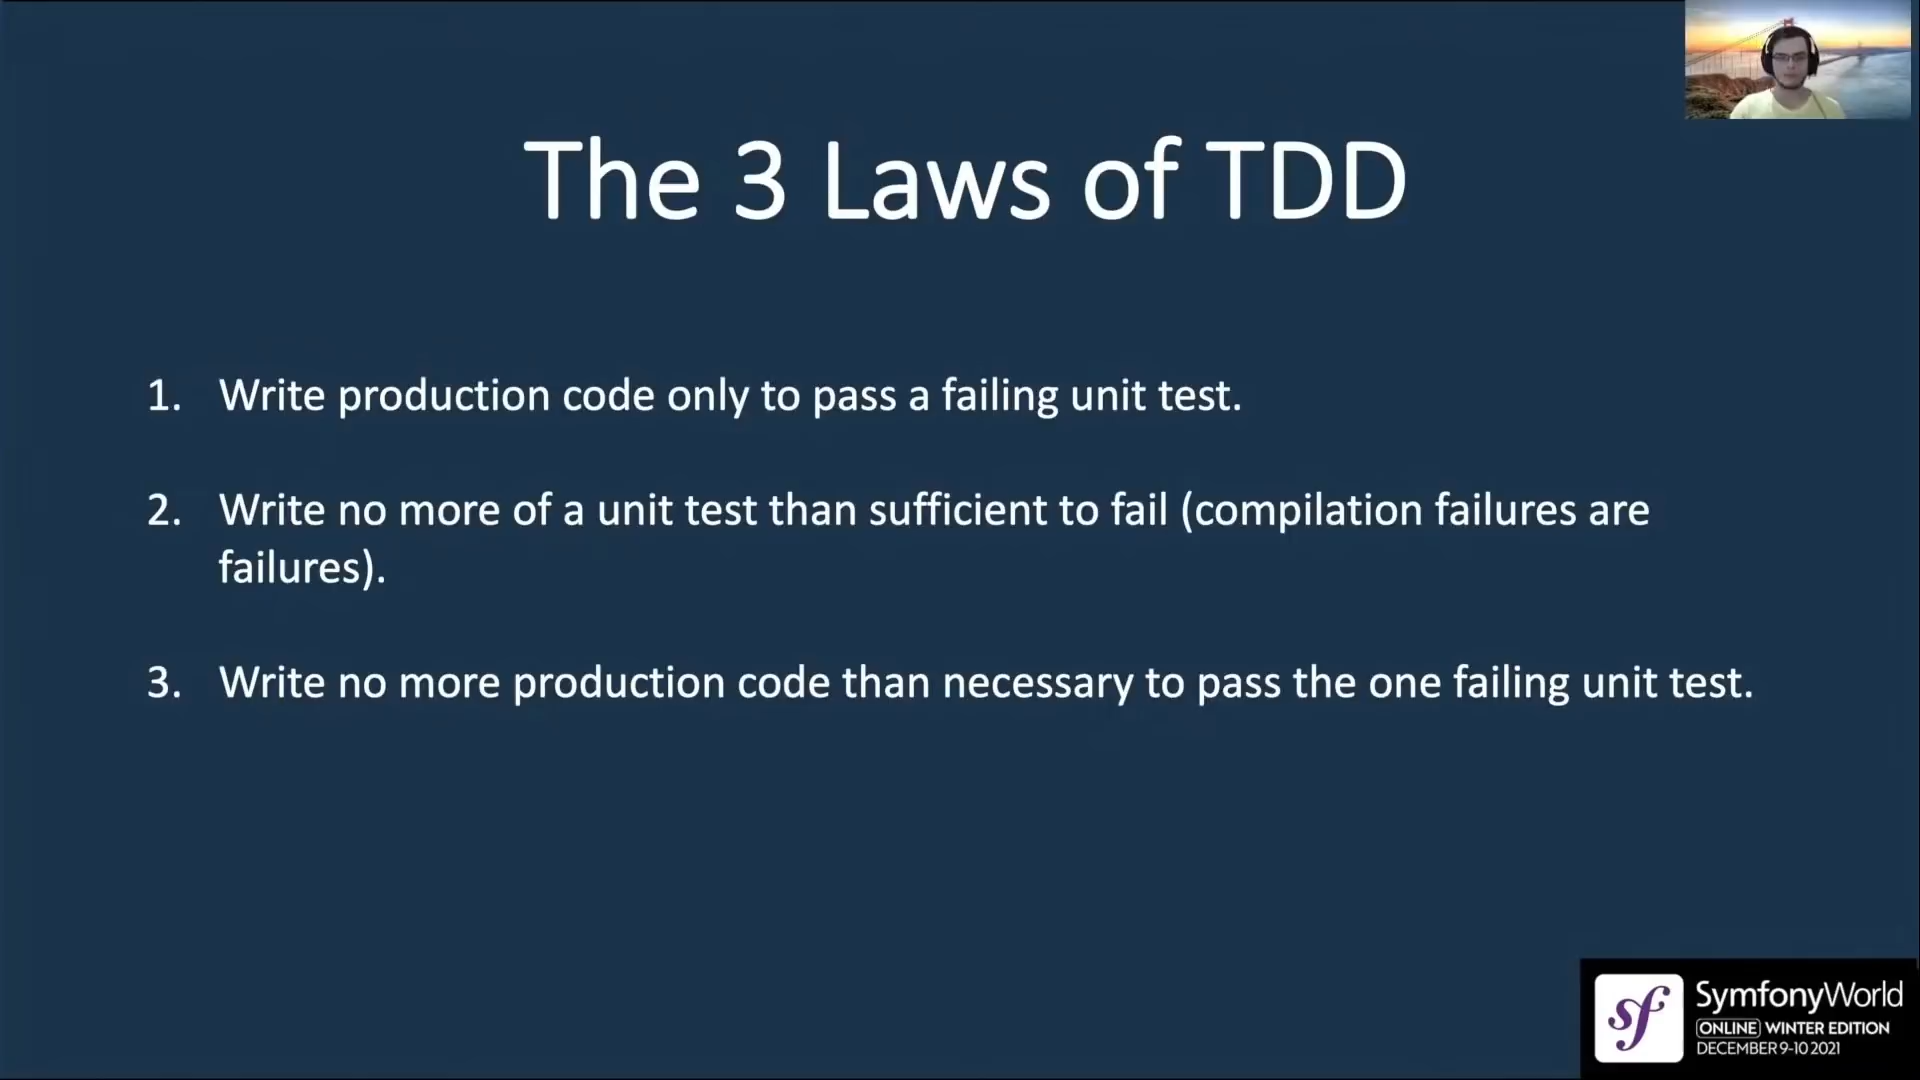 The 3 Laws of TDD
1. Write production code only to pass a failing unit test.
2. Write no more of a unit test than sufficient to fail (compilation failures are
failures).
3. Write no more production code than necessary to pass the one failing unit test.
sf
SymfonyWorld
ONLINE WINTER EDITION
DECEMBER 9-10 2021